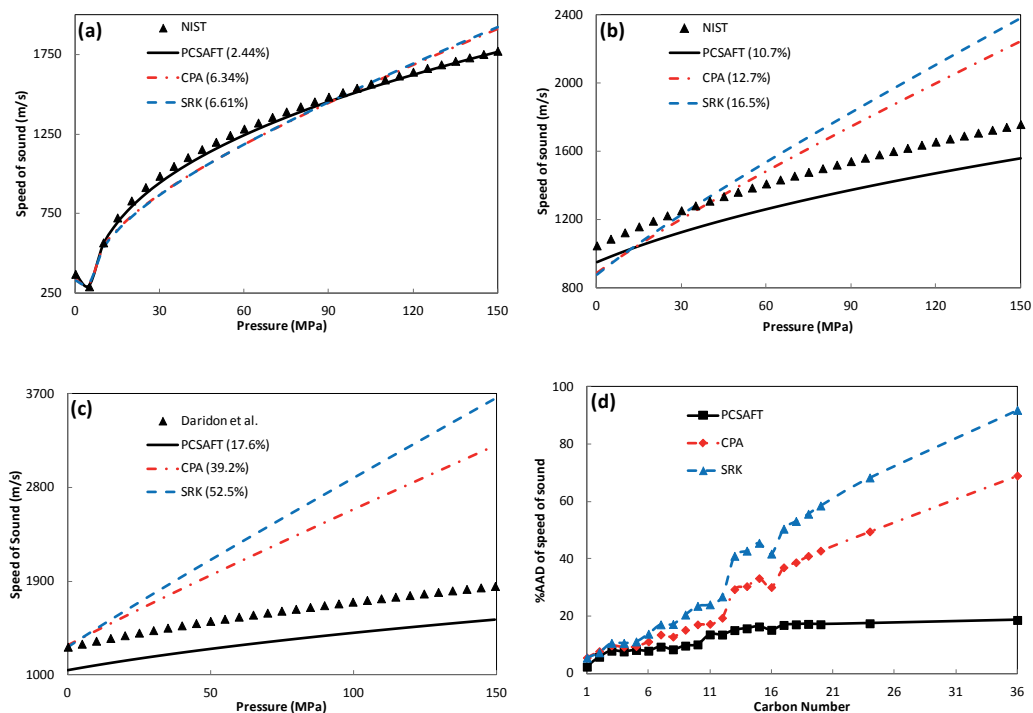 (a)
NIST
PCSAFT (2.44%)
CPA (6.34%)
SRK (6.61%)
Speed of sound (m/s)
1750
1250
750
250
0 30 60 90 120 150
Pressure (MPa)
(b)
NIST
PCSAFT (10.7%)
CPA (12.7%)
SRK (16.5%)
Speed of sound (m/s)
2400
2000
1600
1200
800
0 30 60 90 120 150
Pressure (MPa)
(c)
Daridon et al.
PCSAFT (17.6%)
CPA (39.2%)
SRK (52.5%)
Speed of Sound (m/s)
3700
2800
1900
1000
0 50 100 150
Pressure (MPa)
(d)
PCSAFT
CPA
SRK
%AAD of speed of sound
100
80
60
40
20
0
1 6 11 16 21 26 31 36
Carbon Number